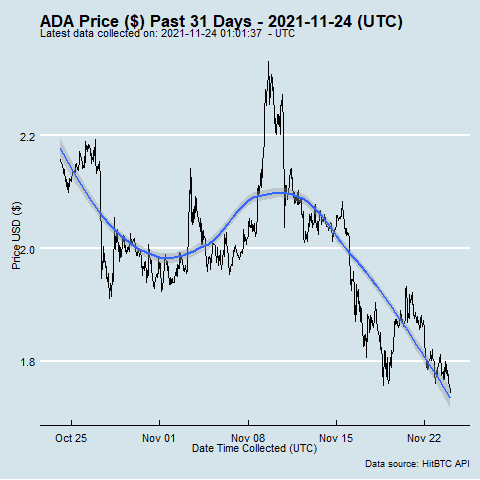 ADA Price ($) Past 31 Days - 2021-11-24 (UTC)
Latest data collected on: 2021-11-24 01:01:37 - UTC
2.2
2.0
1.8
Price USD ($)
Oct 25
Nov 01
Nov 08
Nov 15
Nov 22
Date Time Collected (UTC)
Data source: HitBTC API